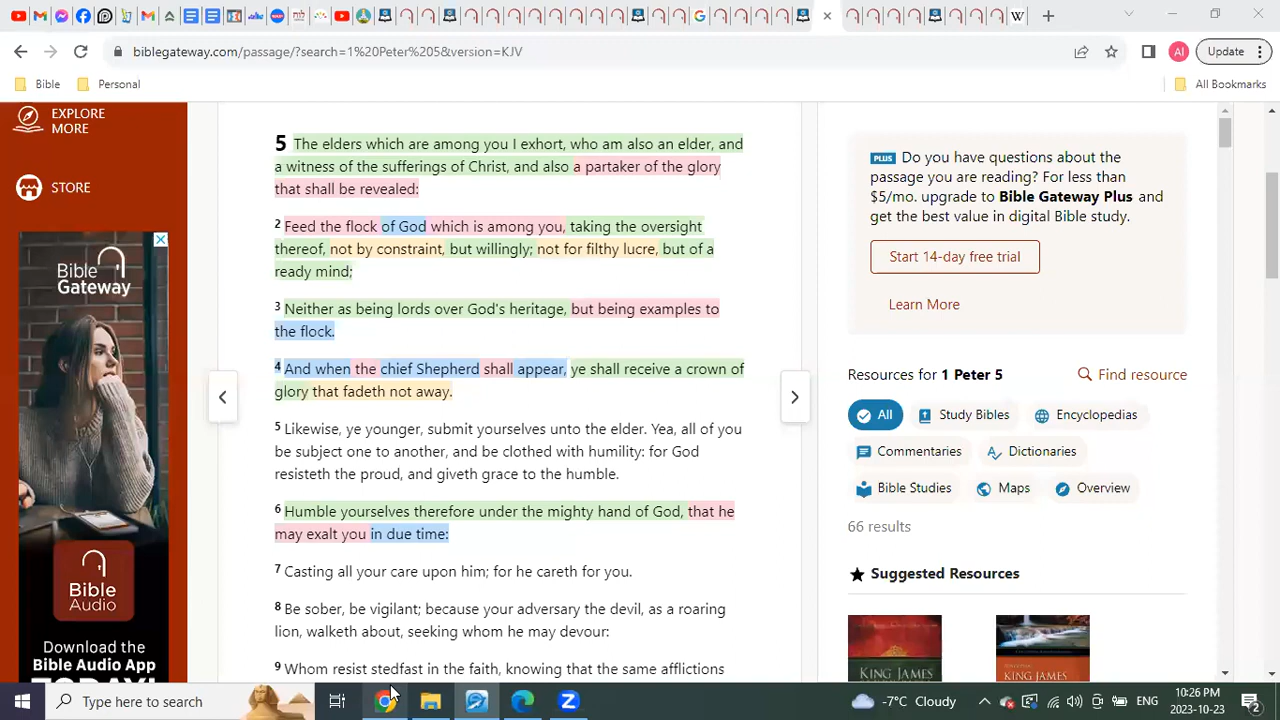 biblegateway.com/passage/?search=1%20Peter%205&version=KJV
AI
Update
Bible
Personal
All Bookmarks
EXPLORE
MORE
STORE
Bible
Gateway
Bible
Audio
Download the
Bible Audio App
TODAY!
5 The elders which are among you I exhort, who am also an elder, and
a witness of the sufferings of Christ, and also a partaker of the glory
that shall be revealed:
2 Feed the flock of God which is among you, taking the oversight
thereof, not by constraint, but willingly; not for filthy lucre, but of a
ready mind;
3 Neither as being lords over God's heritage, but being examples to
the flock.
4 And when the chief Shepherd shall appear, ye shall receive a crown of
glory that fadeth not away.
5 Likewise, ye younger, submit yourselves unto the elder. Yea, all of you
be subject one to another, and be clothed with humility: for God
resisteth the proud, and giveth grace to the humble.
6 Humble yourselves therefore under the mighty hand of God, that he
may exalt you in due time:
7 Casting all your care upon him; for he careth for you.
8 Be sober, be vigilant; because your adversary the devil, as a roaring
lion, walketh about, seeking whom he may devour:
9 Whom resist stedfast in the faith, knowing that the same afflictions
PLUS Do you have questions about the
passage you are reading? For less than
$5/mo. upgrade to Bible Gateway Plus and
get the best value in digital Bible study.
Start 14-day free trial
Learn More
Resources for 1 Peter 5
Find resource
All
Study Bibles
Encyclopedias
Commentaries
Dictionaries
Bible Studies
Maps
Overview
66 results
Suggested Resources
KING JAMES
KING JAMES
Type here to search
-7°C Cloudy
ENG
10:26 PM
2023-10-23
2